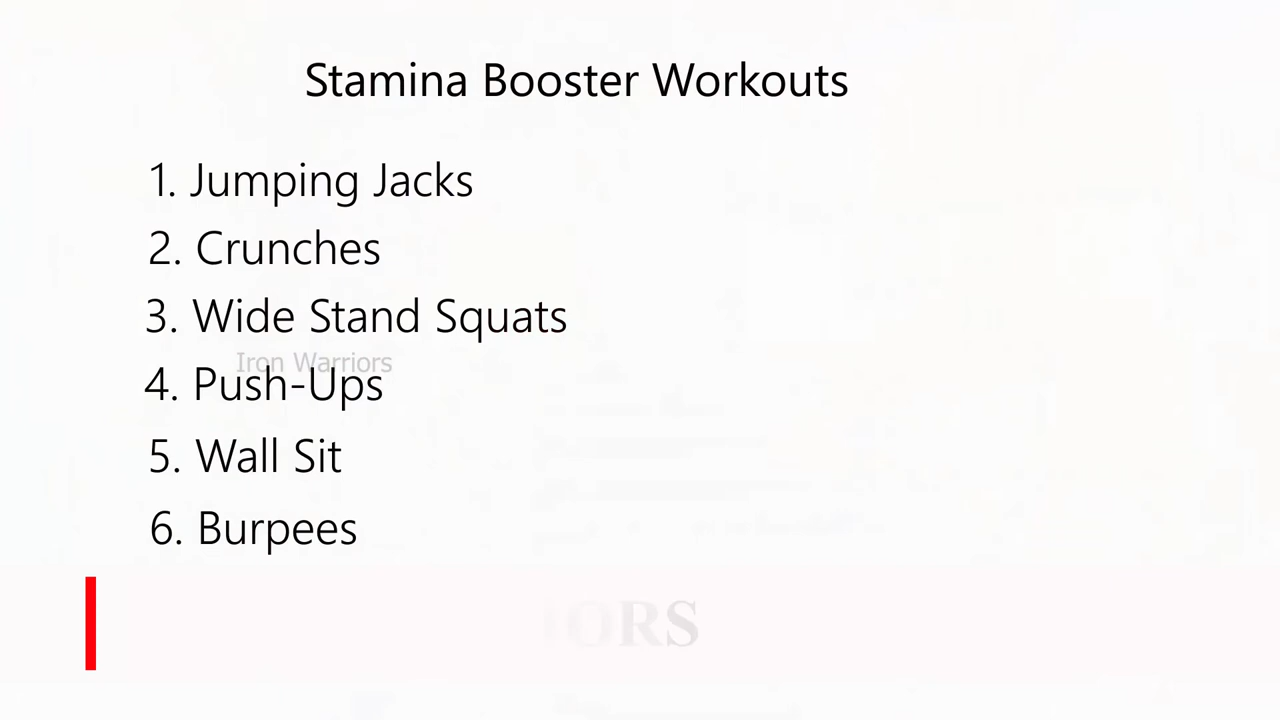 Stamina Booster Workouts
1. Jumping Jacks
2. Crunches
3. Wide Stand Squats
Iron Warriors
4. Push-Ups
5. Wall Sit
6. Burpees
ORS